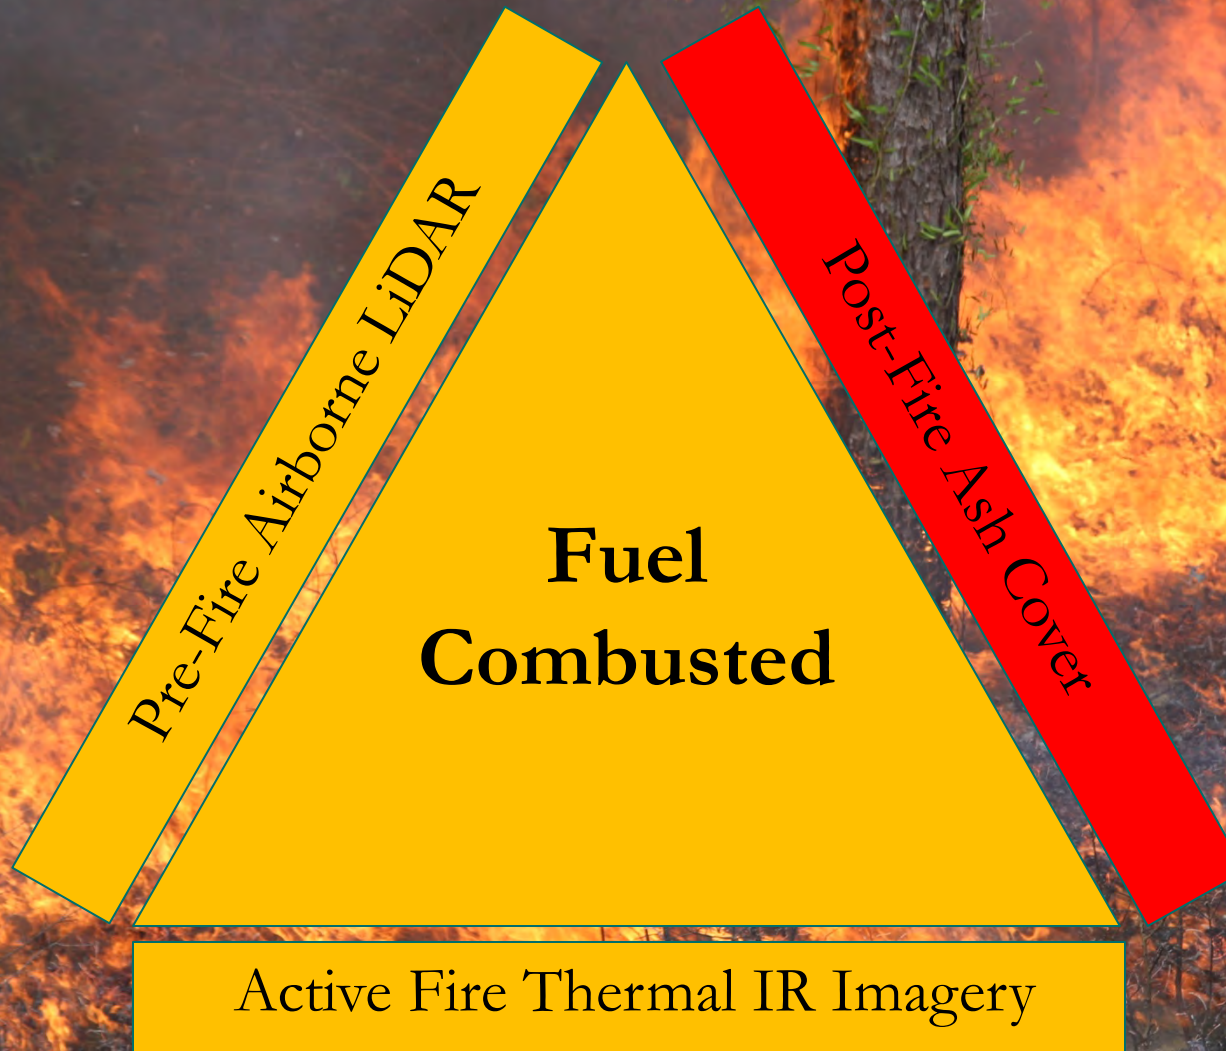 Pre-Fire Airborne LiDAR
Post-Fire Ash Cover
Fuel
Combusted
Active Fire Thermal IR Imagery